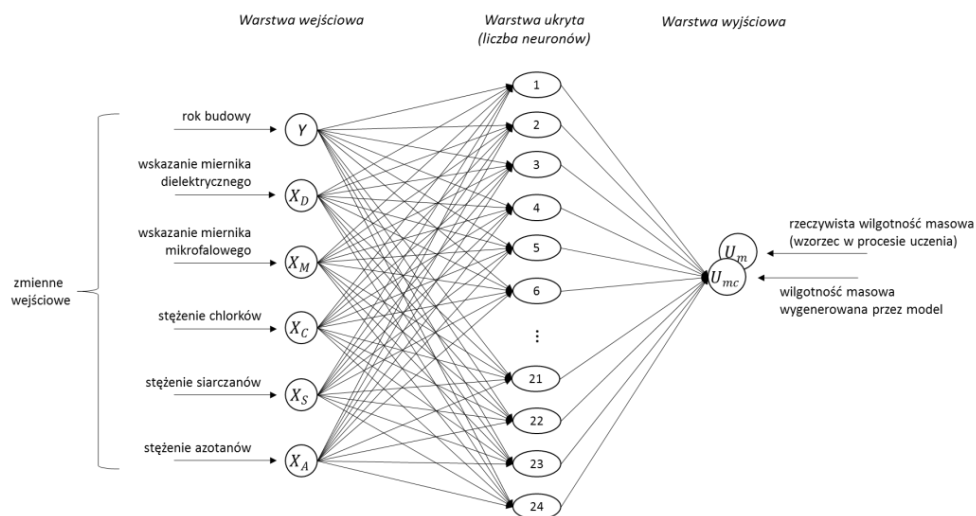 Warstwa wejściowa
Warstwa ukryta
(liczba neuronów)
Warstwa wyjściowa
zmienne
wejściowe
rok budowy
Y
wskazanie miernika
dielektrycznego
X_D
wskazanie miernika
mikrofalowego
X_M
stężenie chlorków
X_C
stężenie siarczanów
X_S
stężenie azotanów
X_A
1
2
3
4
5
6
⋮
21
22
23
24
U_m
U_mc
rzeczywista wilgotność masowa
(wzorzec w procesie uczenia)
wilgotność masowa
wygenerowana przez model